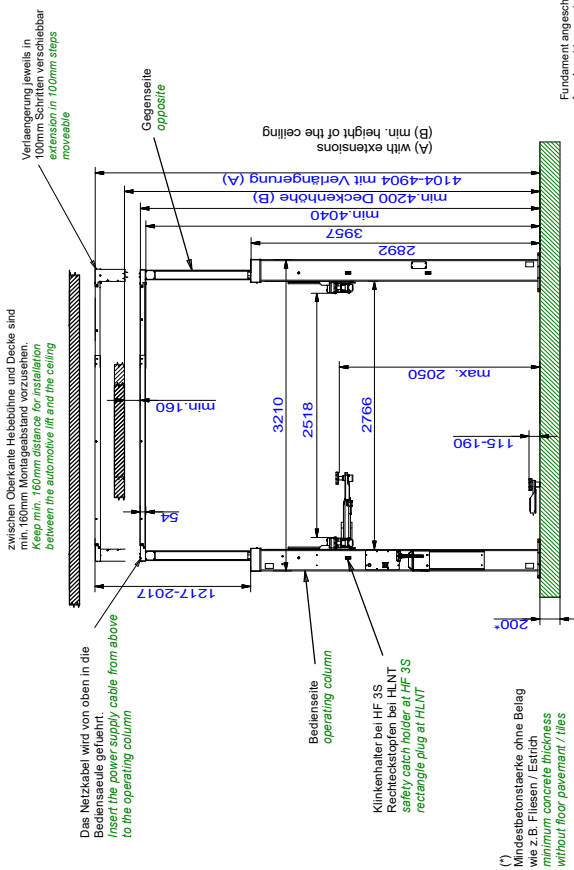 zwischen Oberkante Hebebühne und Decke sind
min.160mm Montageabstand vorzusehen.
Keep min. 160mm distance for installation
between the automotive lift and the ceiling
Verlaengerung jeweils in
100mm Schritten verschiebbar
extension in 100mm steps
moveable
Das Netzkabel wird von oben in die
Bediensaeule gefuehrt.
Insert the power supply cable from above
to the operating column
Gegenseite
opposite
Bedienseite
operating column
Klinkenhalter bei HF 3S
Rechteckstopfen bei HLNT
safety catch holder at HF 3S
rectangle plug at HLNT
(*)
Mindestbetonstaerke ohne Belag
wie z.B. Fliesen / Estrich
minimum concrete thickness
without floor pavemant / tiles
1217-2017
54
min.160
3210
2518
2766
max. 2050
115-190
200*
2892
3957
min.4040
min.4200 Deckenhöhe (B)
4104-4904 mit Verlängerung (A)
(A) with extensions
(B) min. height of the ceiling
Fundament angesch